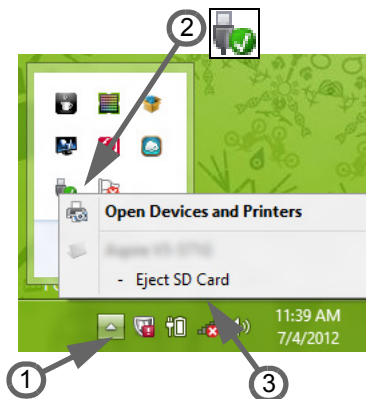 2
Open Devices and Printers
- Eject SD Card
11:39 AM
7/4/2012
1
3